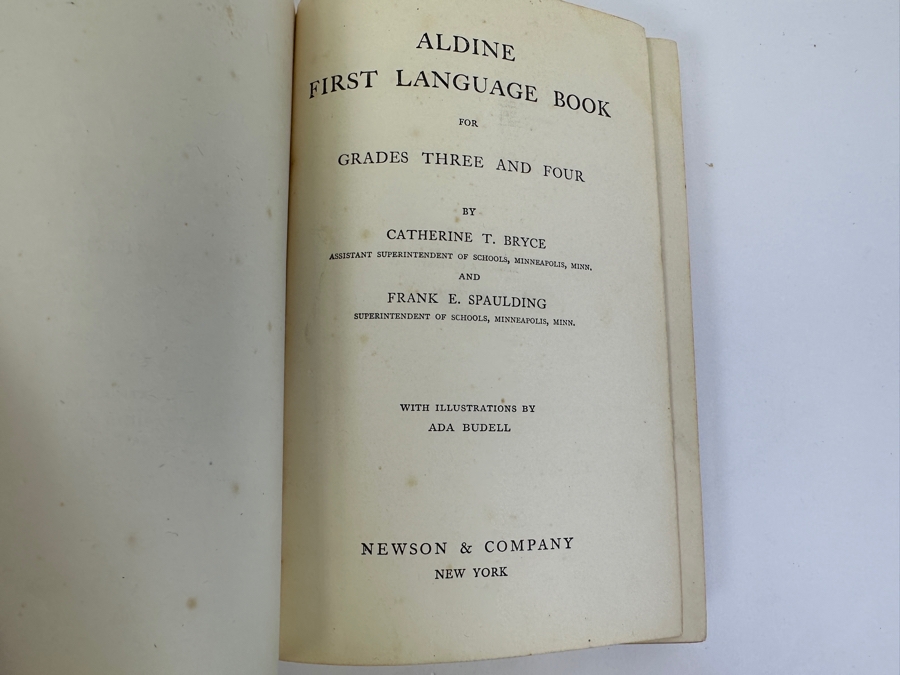 ALDINE
FIRST LANGUAGE BOOK
FOR
GRADES THREE AND FOUR
BY
CATHERINE T. BRYCE
ASSISTANT SUPERINTENDENT OF SCHOOLS, MINNEAPOLIS, MINN.
AND
FRANK E. SPAULDING
SUPERINTENDENT OF SCHOOLS, MINNEAPOLIS, MINN.
WITH ILLUSTRATIONS BY
ADA BUDELL
NEWSON & COMPANY
NEW YORK